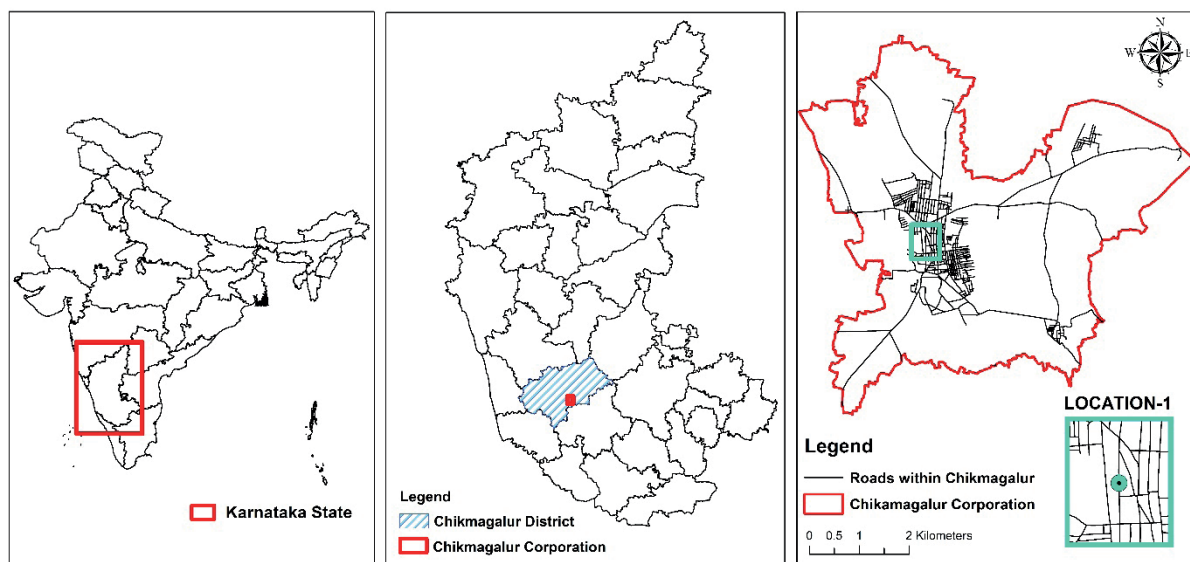 Karnataka State
Legend
Chikmagalur District
Chikmagalur Corporation
N
W
E
S
LOCATION-1
Legend
Roads within Chikmagalur
Chikamagalur Corporation
0 0.5 1 2 Kilometers